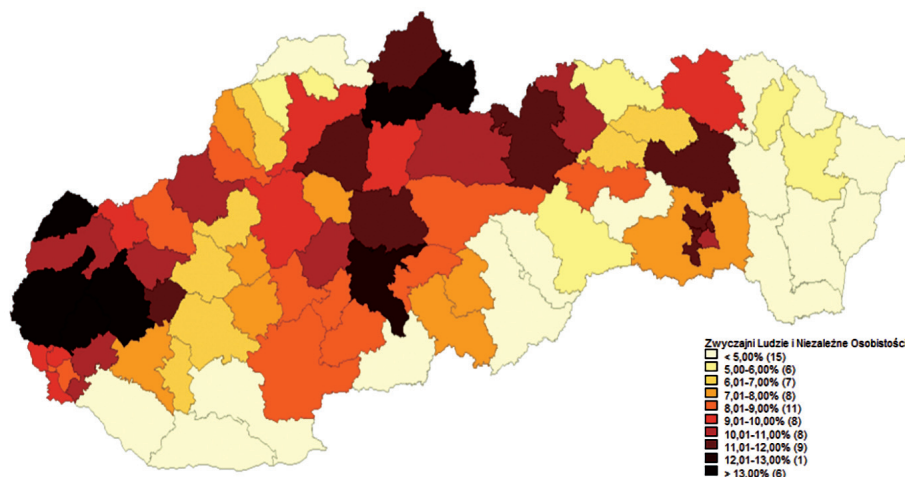 Zwyczajni Ludzie i Niezależne Osobistości
< 5,00% (15)
5,00-6,00% (6)
6,01-7,00% (7)
7,01-8,00% (8)
8,01-9,00% (11)
9,01-10,00% (8)
10,01-11,00% (8)
11,01-12,00% (9)
12,01-13,00% (1)
> 13,00% (6)